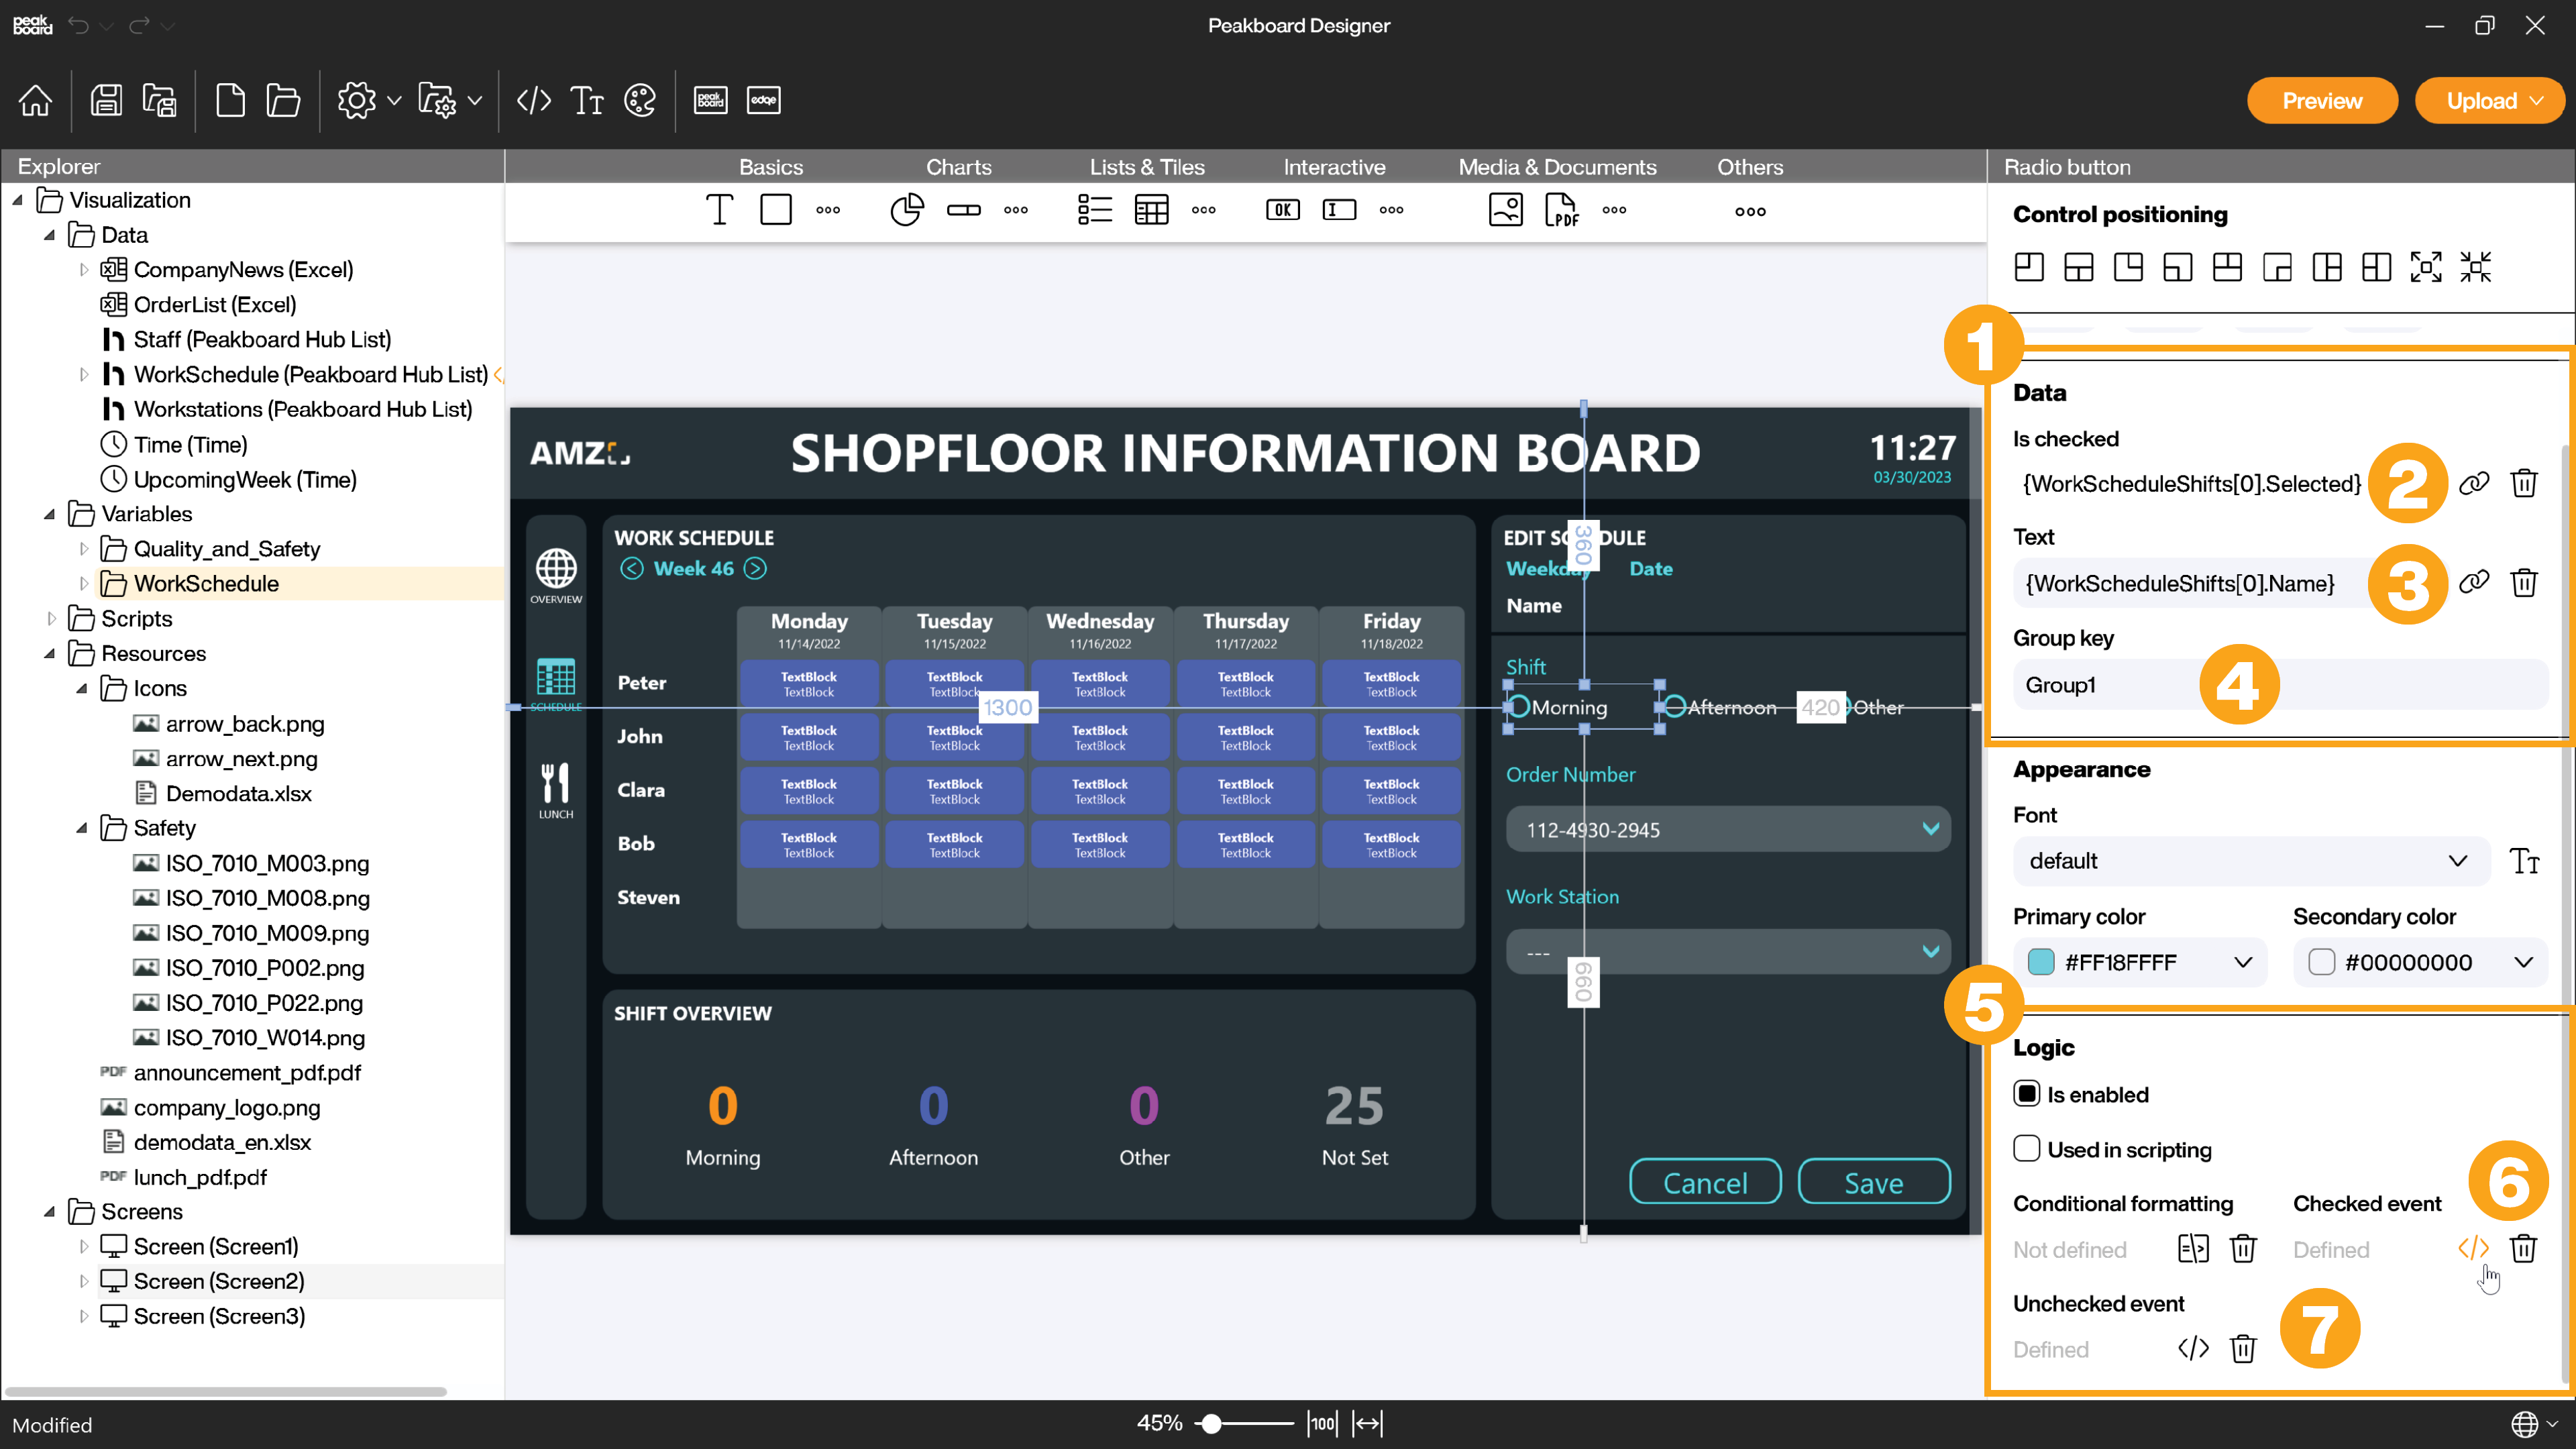 peak
board
Peakboard Designer
peak
board
edge
Preview
Upload
Explorer
Visualization
Data
CompanyNews (Excel)
OrderList (Excel)
Staff (Peakboard Hub List)
WorkSchedule (Peakboard Hub List)
Workstations (Peakboard Hub List)
Time (Time)
UpcomingWeek (Time)
Variables
Quality_and_Safety
WorkSchedule
Scripts
Resources
Icons
arrow_back.png
arrow_next.png
Demodata.xlsx
Safety
ISO_7010_M003.png
ISO_7010_M008.png
ISO_7010_M009.png
ISO_7010_P002.png
ISO_7010_P022.png
ISO_7010_W014.png
PDF announcement_pdf.pdf
company_logo.png
demodata_en.xlsx
PDF lunch_pdf.pdf
Screens
Screen (Screen1)
Screen (Screen2)
Screen (Screen3)
Basics Charts Lists & Tiles Interactive Media & Documents Others
OK
PDF
AMZ
SHOPFLOOR INFORMATION BOARD
11:27
03/30/2023
OVERVIEW
SCHEDULE
LUNCH
WORK SCHEDULE
Week 46
Monday Tuesday Wednesday Thursday Friday
11/14/2022 11/15/2022 11/16/2022 11/17/2022 11/18/2022
Peter
TextBlock TextBlock TextBlock TextBlock TextBlock
TextBlock TextBlock TextBlock TextBlock TextBlock
John
TextBlock TextBlock TextBlock TextBlock TextBlock
TextBlock TextBlock TextBlock TextBlock TextBlock
Clara
TextBlock TextBlock TextBlock TextBlock TextBlock
TextBlock TextBlock TextBlock TextBlock TextBlock
Bob
TextBlock TextBlock TextBlock TextBlock TextBlock
TextBlock TextBlock TextBlock TextBlock TextBlock
Steven
1300
360
420
660
SHIFT OVERVIEW
0 0 0 25
Morning Afternoon Other Not Set
EDIT SC DULE
Weekday Date
Name
Shift
Morning Afternoon Other
Order Number
112-4930-2945
Work Station
---
Cancel Save
Radio button
Control positioning
1
Data
Is checked
{WorkScheduleShifts[0].Selected}
2
Text
{WorkScheduleShifts[0].Name}
3
Group key
Group1
4
Appearance
Font
default
Primary color Secondary color
#FF18FFFF #00000000
5
Logic
Is enabled
Used in scripting
6
Conditional formatting Checked event
Not defined Defined
Unchecked event
7
Defined
Modified
45%
100